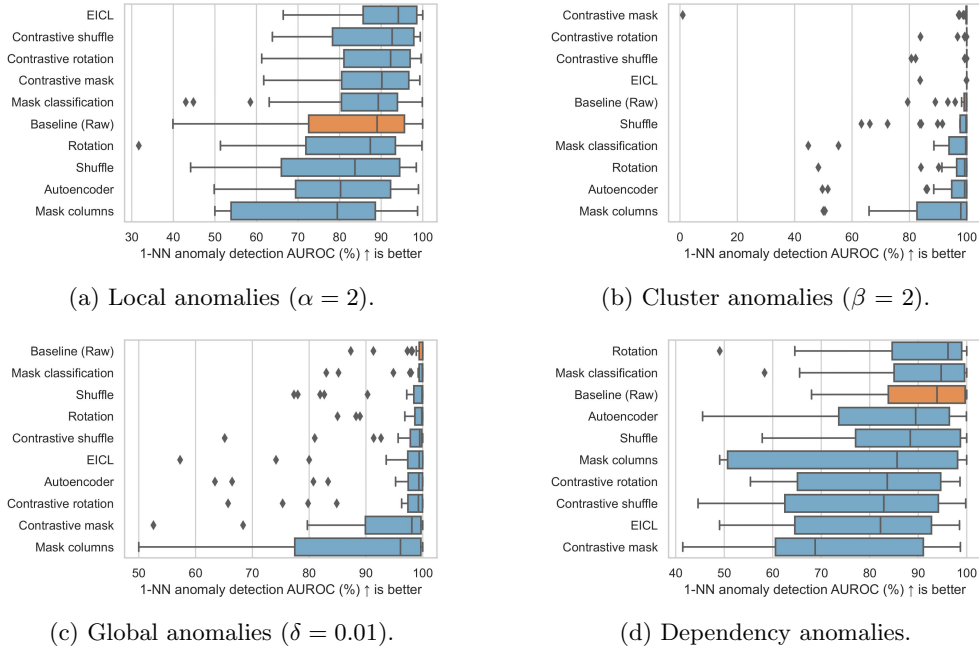 EICL
Contrastive shuffle
Contrastive rotation
Contrastive mask
Mask classification
Baseline (Raw)
Rotation
Shuffle
Autoencoder
Mask columns
30 40 50 60 70 80 90 100
1-NN anomaly detection AUROC (%) ↑ is better
(a) Local anomalies (α = 2).
Contrastive mask
Contrastive rotation
Contrastive shuffle
EICL
Baseline (Raw)
Shuffle
Mask classification
Rotation
Autoencoder
Mask columns
0 20 40 60 80 100
1-NN anomaly detection AUROC (%) ↑ is better
(b) Cluster anomalies (β = 2).
Baseline (Raw)
Mask classification
Shuffle
Rotation
Contrastive shuffle
EICL
Autoencoder
Contrastive rotation
Contrastive mask
Mask columns
50 60 70 80 90 100
1-NN anomaly detection AUROC (%) ↑ is better
(c) Global anomalies (δ = 0.01).
Rotation
Mask classification
Baseline (Raw)
Autoencoder
Shuffle
Mask columns
Contrastive rotation
Contrastive shuffle
EICL
Contrastive mask
40 50 60 70 80 90 100
1-NN anomaly detection AUROC (%) ↑ is better
(d) Dependency anomalies.